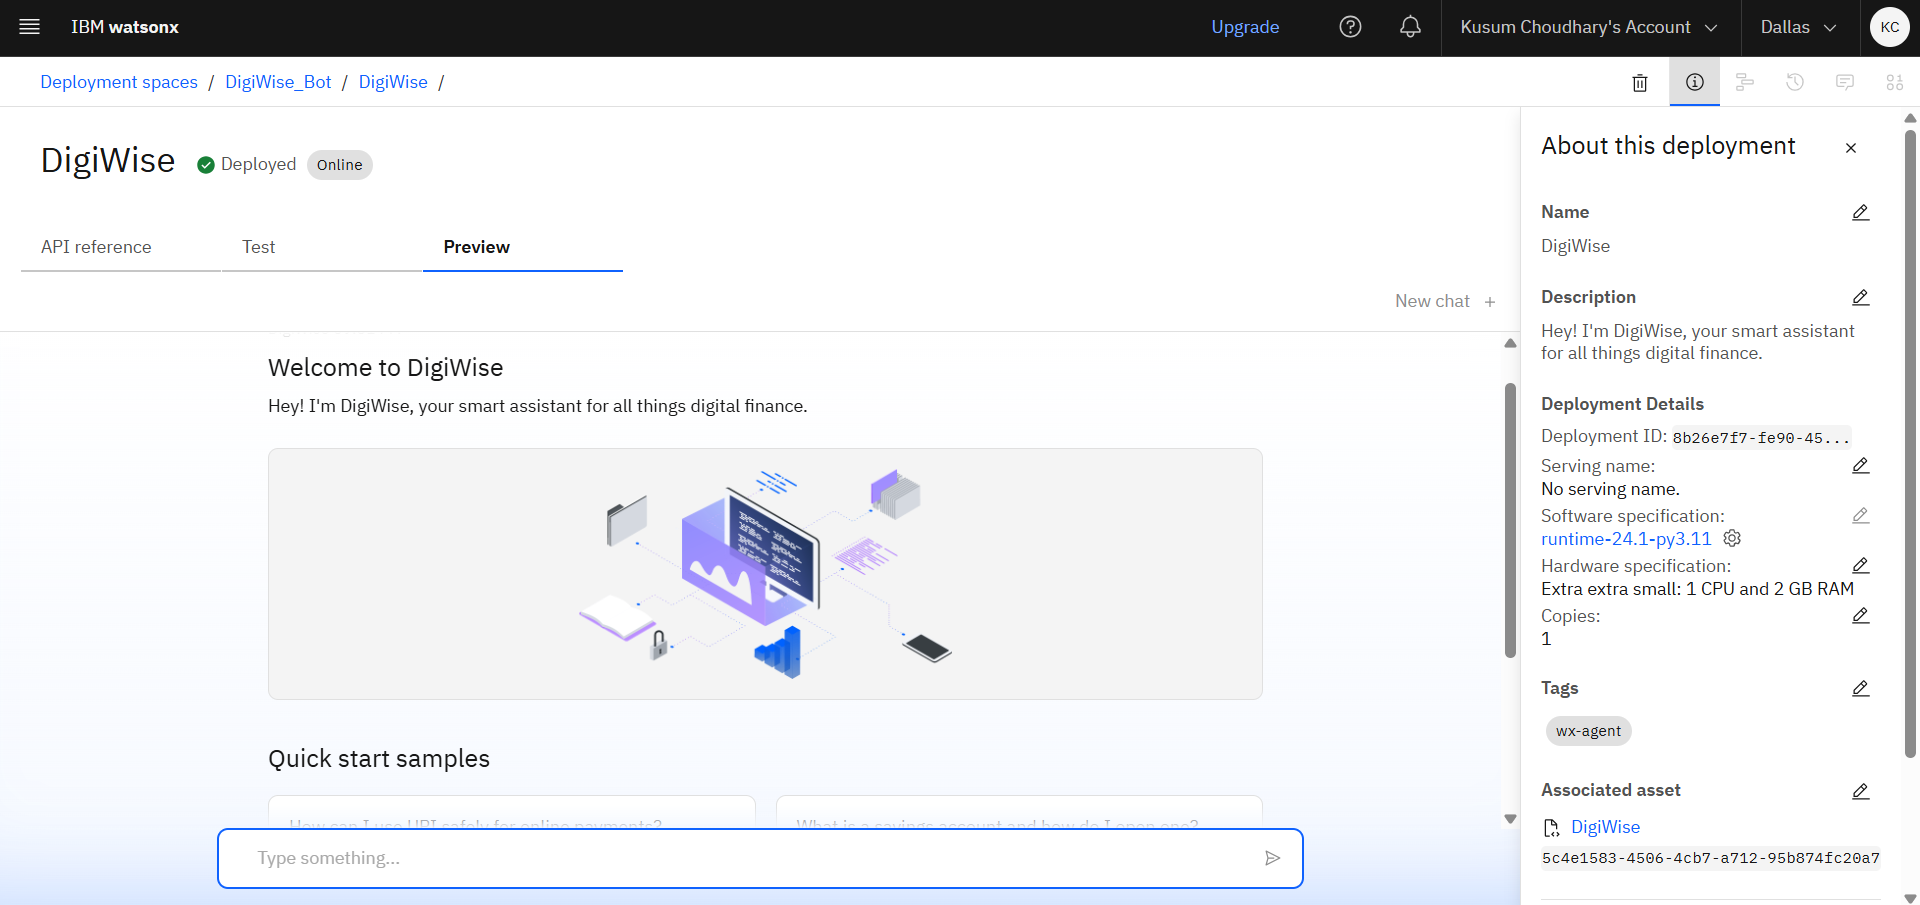 IBM watsonx
Upgrade
Kusum Choudhary's Account
Dallas
KC
Deployment spaces / DigiWise_Bot / DigiWise /
DigiWise
Deployed
Online
API reference
Test
Preview
New chat +
Welcome to DigiWise
Hey! I'm DigiWise, your smart assistant for all things digital finance.
Quick start samples
How can I use UPI safely for online payments?
What is a savings account and how do I open one?
Type something...
About this deployment
Name
DigiWise
Description
Hey! I'm DigiWise, your smart assistant
for all things digital finance.
Deployment Details
Deployment ID: 8b26e7f7-fe90-45...
Serving name:
No serving name.
Software specification:
runtime-24.1-py3.11
Hardware specification:
Extra extra small: 1 CPU and 2 GB RAM
Copies:
1
Tags
wx-agent
Associated asset
DigiWise
5c4e1583-4506-4cb7-a712-95b874fc20a7